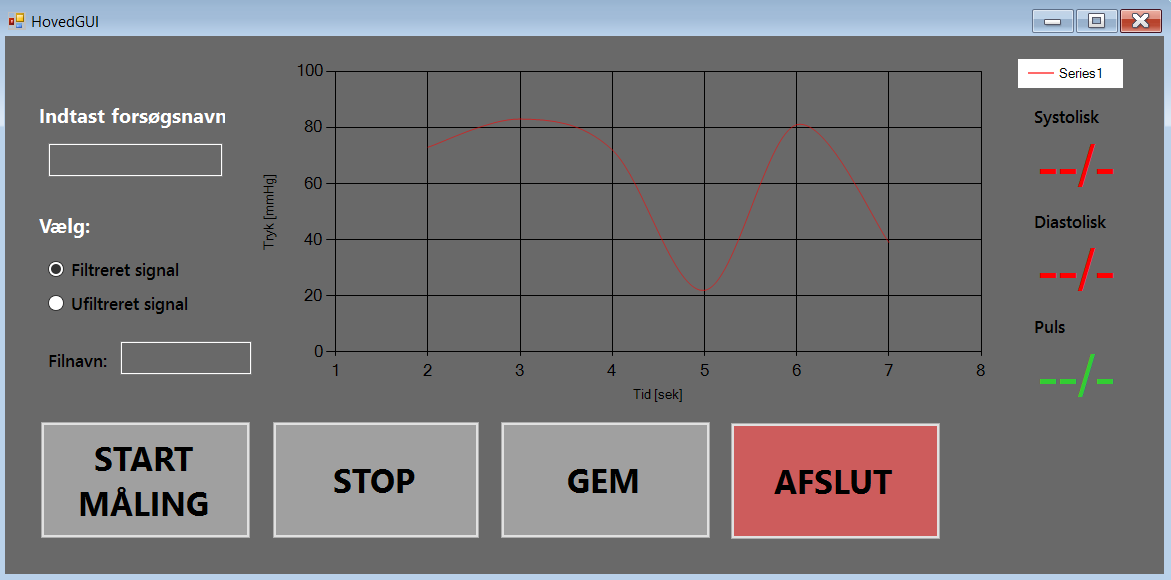 HovedGUI
Indtast forsøgsnavn
Vælg:
Filtreret signal
Ufiltreret signal
Filnavn:
Tryk [mmHg]
100
80
60
40
20
0
1 2 3 4 5 6 7 8
Tid [sek]
Series1
Systolisk
--/-
Diastolisk
--/-
Puls
--/-
START
MÅLING
STOP
GEM
AFSLUT